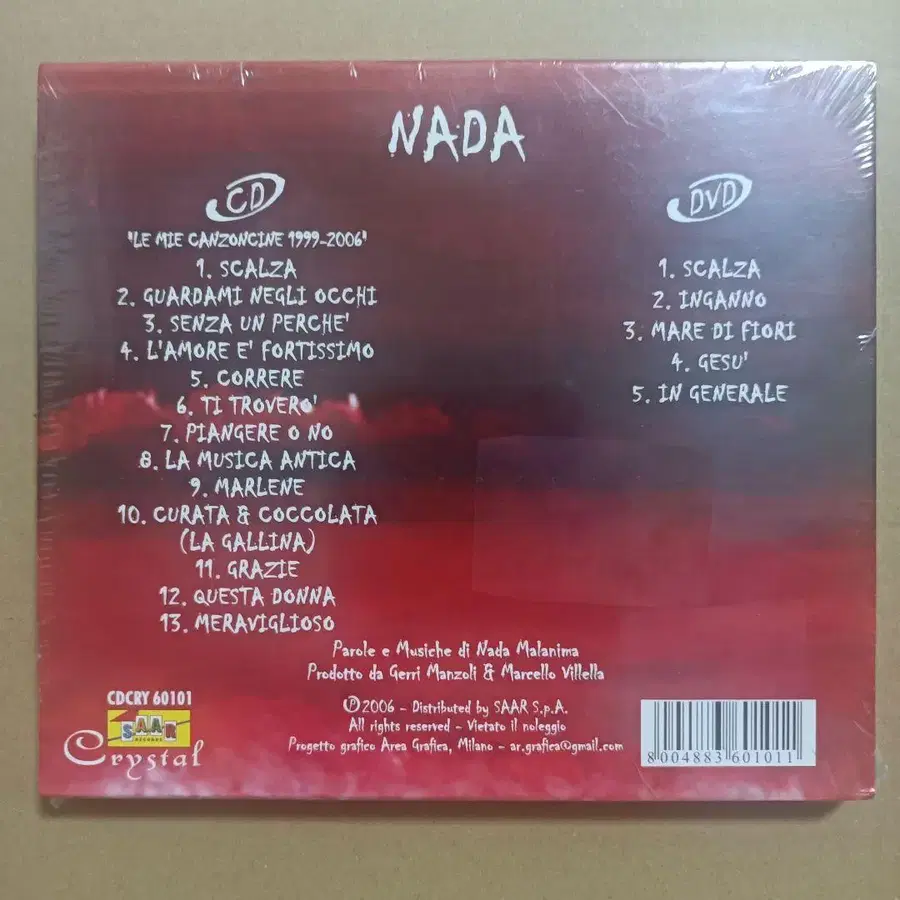 NADA
CD
"LE MIE CANZONCINE 1999-2006"
1. SCALZA
2. GUARDAMI NEGLI OCCHI
3. SENZA UN PERCHE'
4. L'AMORE E' FORTISSIMO
5. CORRERE
6. TI TROVERO'
7. PIANGERE O NO
8. LA MUSICA ANTICA
9. MARLENE
10. CURATA & COCCOLATA
(LA GALLINA)
11. GRAZIE
12. QUESTA DONNA
13. MERAVIGLIOSO
DVD
1. SCALZA
2. INGANNO
3. MARE DI FIORI
4. GESU'
5. IN GENERALE
Parole e Musiche di Nada Malanima
Prodotto da Gerri Manzoli & Marcello Villella
℗2006 - Distributed by SAAR S.p.A.
All rights reserved - Vietato il noleggio
Progetto grafico Area Grafica, Milano - ar.grafica@gmail.com
CDCRY 60101
SAAR
RECORDS
Crystal
8004883601011